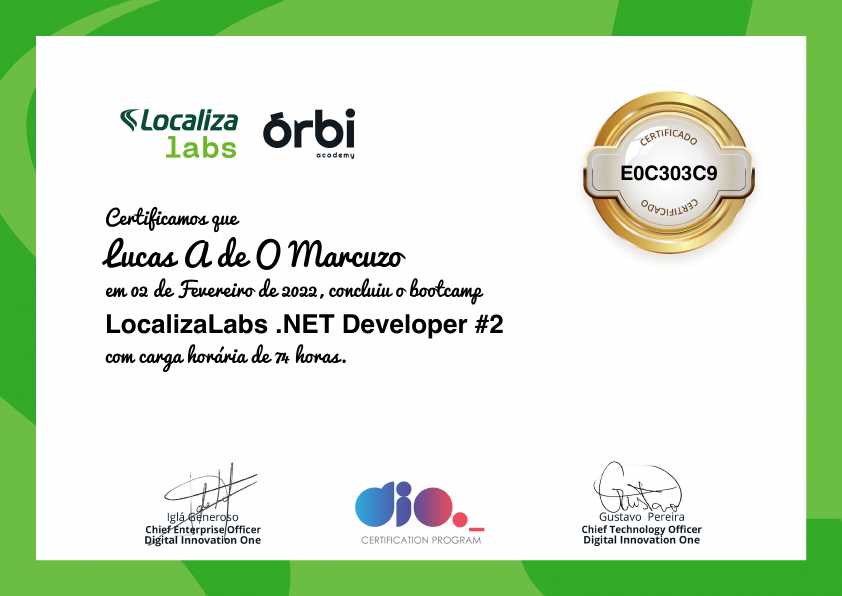 Localiza
labs
órbi
academy
CERTIFICADO
E0C303C9
CERTIFICADO
Certificamos que
Lucas A de O Marcuzo
em 02 de Fevereiro de 2022, concluiu o bootcamp
LocalizaLabs .NET Developer #2
com carga horária de 74 horas.
Iglá Generoso
Chief Enterprise Officer
Digital Innovation One
dio._
CERTIFICATION PROGRAM
Gustavo
Gustavo Pereira
Chief Technology Officer
Digital Innovation One